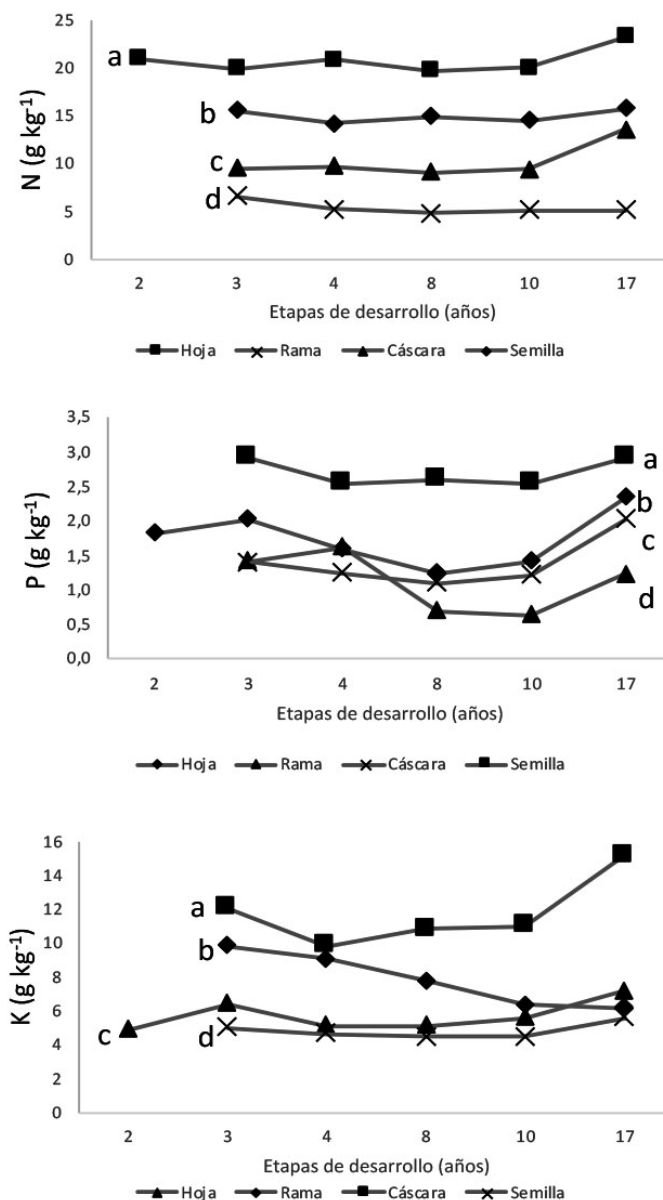 25
20
15
10
5
0
N (g kg⁻¹)
a
b
c
d
2 3 4 8 10 17
Etapas de desarrollo (años)
Hoja Rama Cáscara Semilla
3,5
3,0
2,5
2,0
1,5
1,0
0,5
0,0
P (g kg⁻¹)
a
b
c
d
2 3 4 8 10 17
Etapas de desarrollo (años)
Hoja Rama Cáscara Semilla
16
14
12
10
8
6
4
2
0
K (g kg⁻¹)
a
b
c
d
2 3 4 8 10 17
Etapas de desarrollo (años)
Hoja Rama Cáscara Semilla